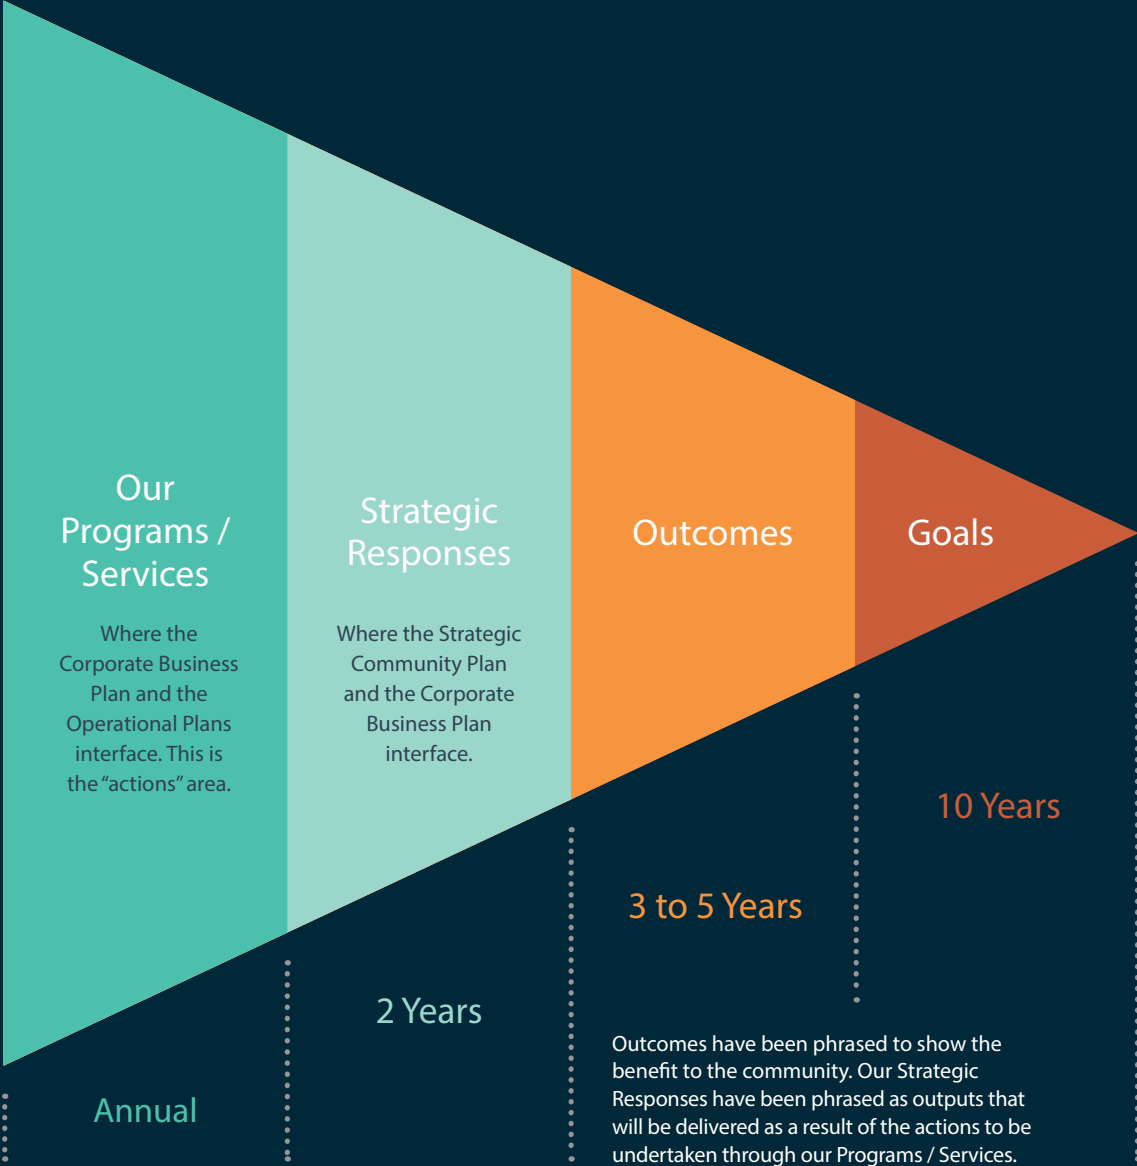 Our
Programs /
Services
Where the
Corporate Business
Plan and the
Operational Plans
interface. This is
the “actions” area.
Strategic
Responses
Where the Strategic
Community Plan
and the Corporate
Business Plan
interface.
Outcomes
Goals
Annual
2 Years
3 to 5 Years
10 Years
Outcomes have been phrased to show the
benefit to the community. Our Strategic
Responses have been phrased as outputs that
will be delivered as a result of the actions to be
undertaken through our Programs / Services.